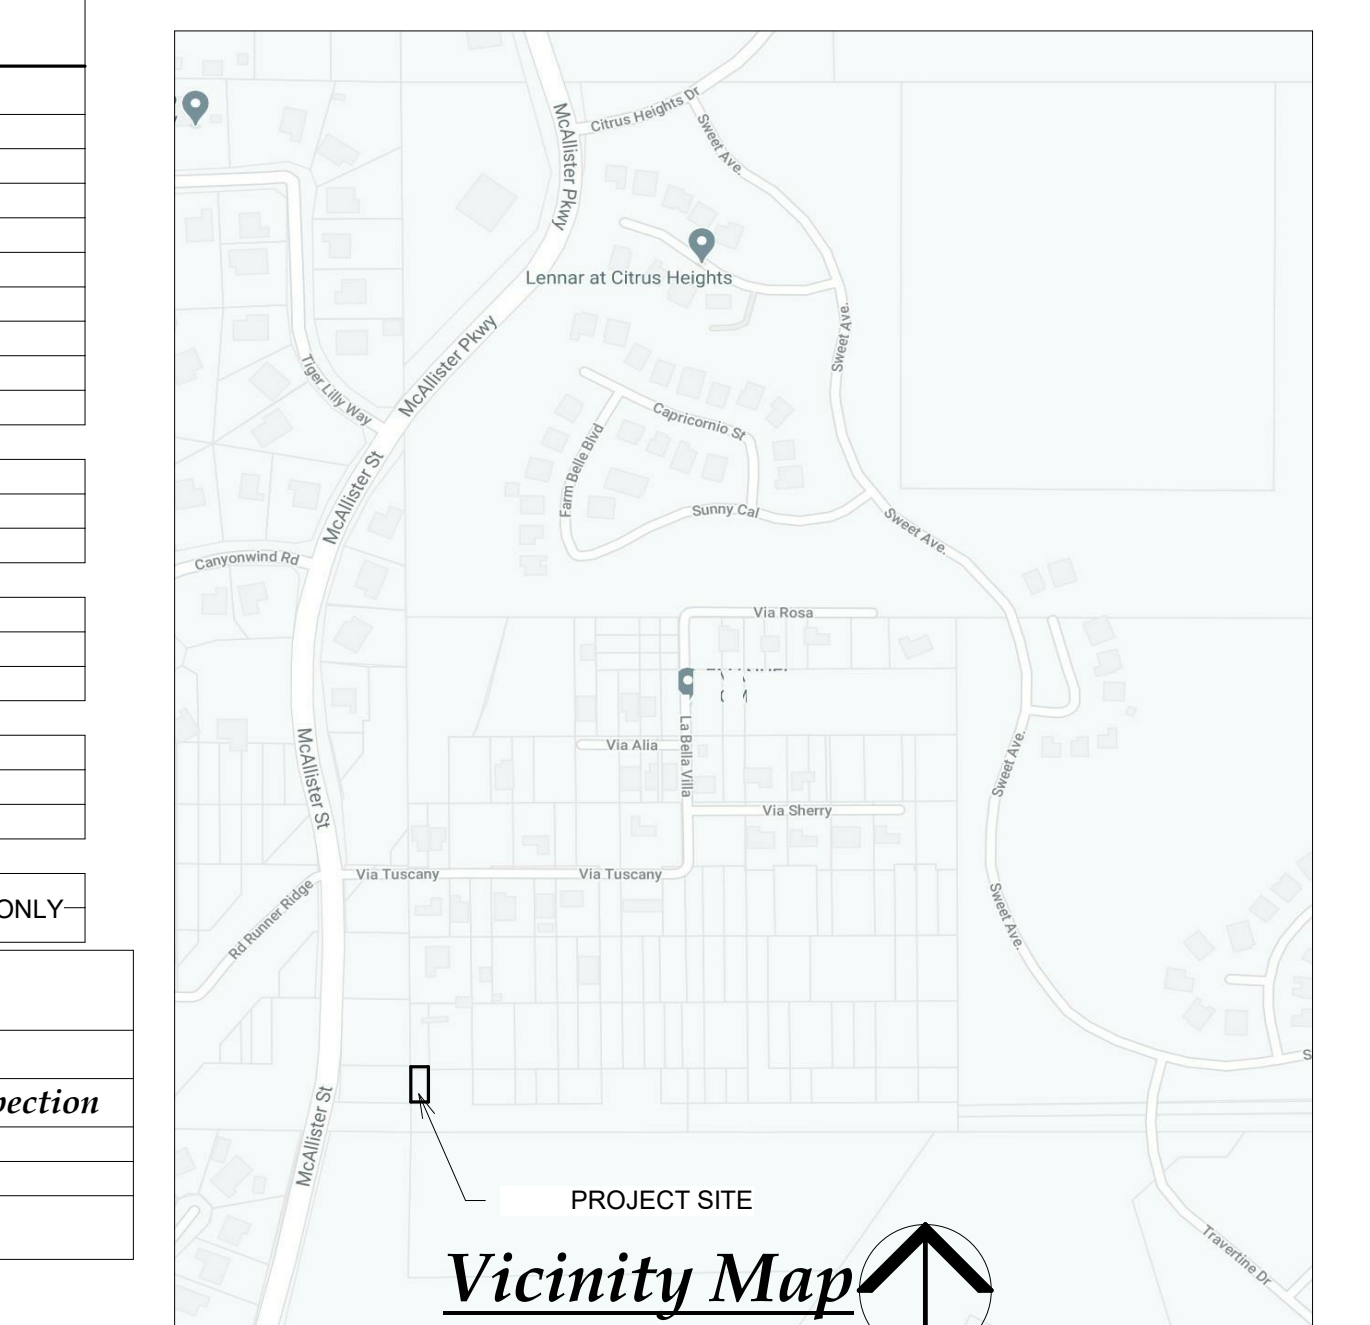 Citrus Heights Dr
McAllister Pkwy
Sweet Ave.
Lennar at Citrus Heights
McAllister Pkwy
Sweet Ave.
Tiger Lilly Way
Capricornio St
Farm Belle Blvd
McAllister St
Sunny Cal
Sweet Ave.
Canyonwind Rd
Via Rosa
La Bella Villa
Via Alia
McAllister St
Sweet Ave.
Via Sherry
Via Tuscany
Via Tuscany
ONLY
Rd Runner Ridge
Sweet Ave.
S
pection
McAllister St
PROJECT SITE
Travertine Dr
Vicinity Map